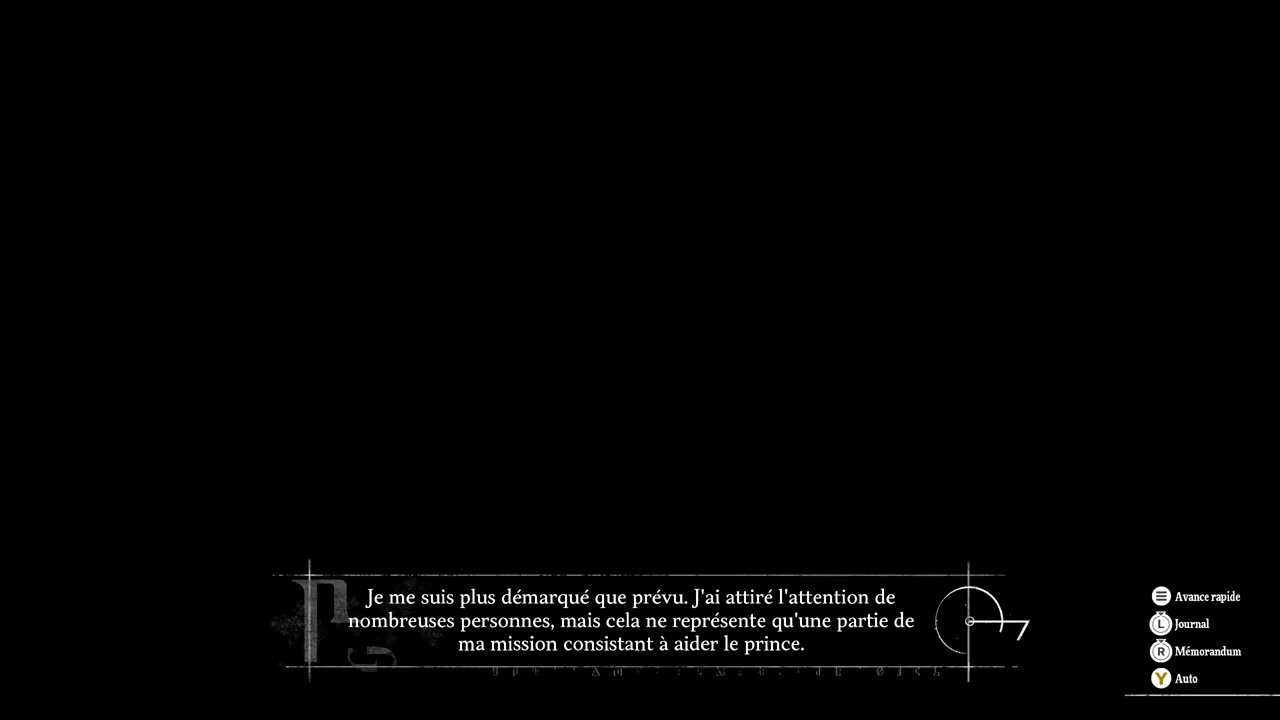 Je me suis plus démarqué que prévu. J'ai attiré l'attention de
nombreuses personnes, mais cela ne représente qu'une partie de
ma mission consistant à aider le prince.
Avance rapide
L Journal
R Mémorandum
Y Auto